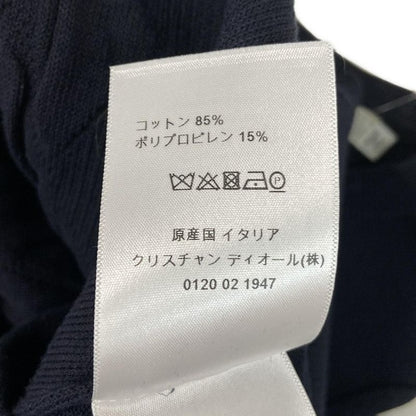 コットン 85%
ポリプロピレン 15%
P
原産国 イタリア
クリスチャン ディオール(株)
0120 02 1947